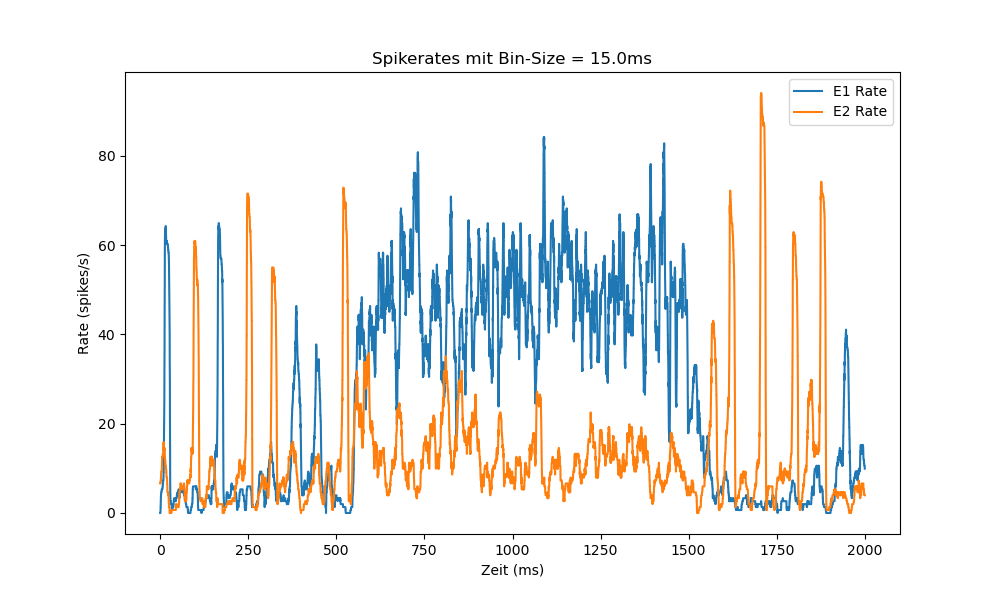 Spikerates mit Bin-Size = 15.0ms
E1 Rate
E2 Rate
Rate (spikes/s)
80
60
40
20
0
0 250 500 750 1000 1250 1500 1750 2000
Zeit (ms)